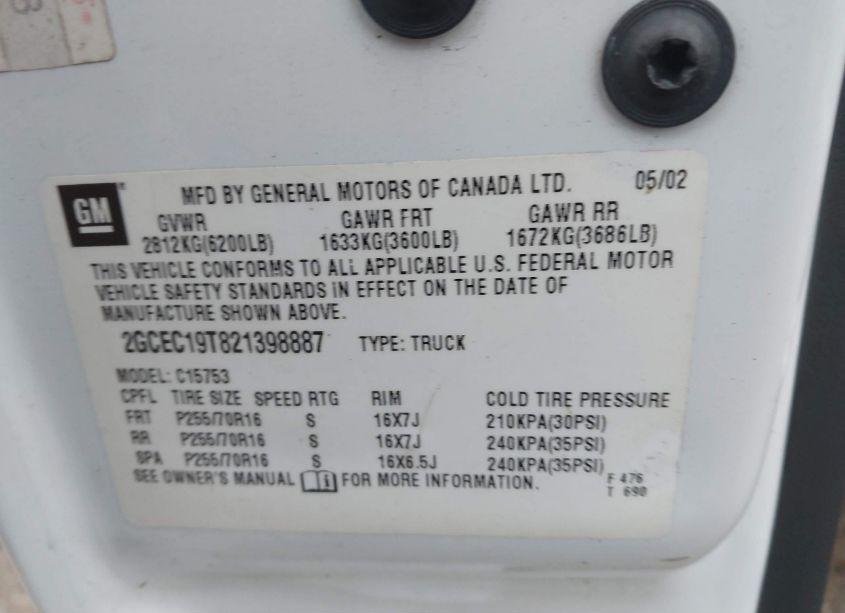 GM
MFD BY GENERAL MOTORS OF CANADA LTD. 05/02
GVWR GAWR FRT GAWR RR
2812KG(6200LB) 1633KG(3600LB) 1672KG(3686LB)
THIS VEHICLE CONFORMS TO ALL APPLICABLE U.S. FEDERAL MOTOR
VEHICLE SAFETY STANDARDS IN EFFECT ON THE DATE OF
MANUFACTURE SHOWN ABOVE.
2GCEC19T821398887 TYPE: TRUCK
MODEL: C15753
CPFL TIRE SIZE SPEED RTG RIM COLD TIRE PRESSURE
FRT P255/70R16 S 16X7J 210KPA(30PSI)
RR P255/70R16 S 16X7J 240KPA(35PSI)
SPA P255/70R16 S 16X6.5J 240KPA(35PSI)
SEE OWNER'S MANUAL FOR MORE INFORMATION.
F 476
T 690